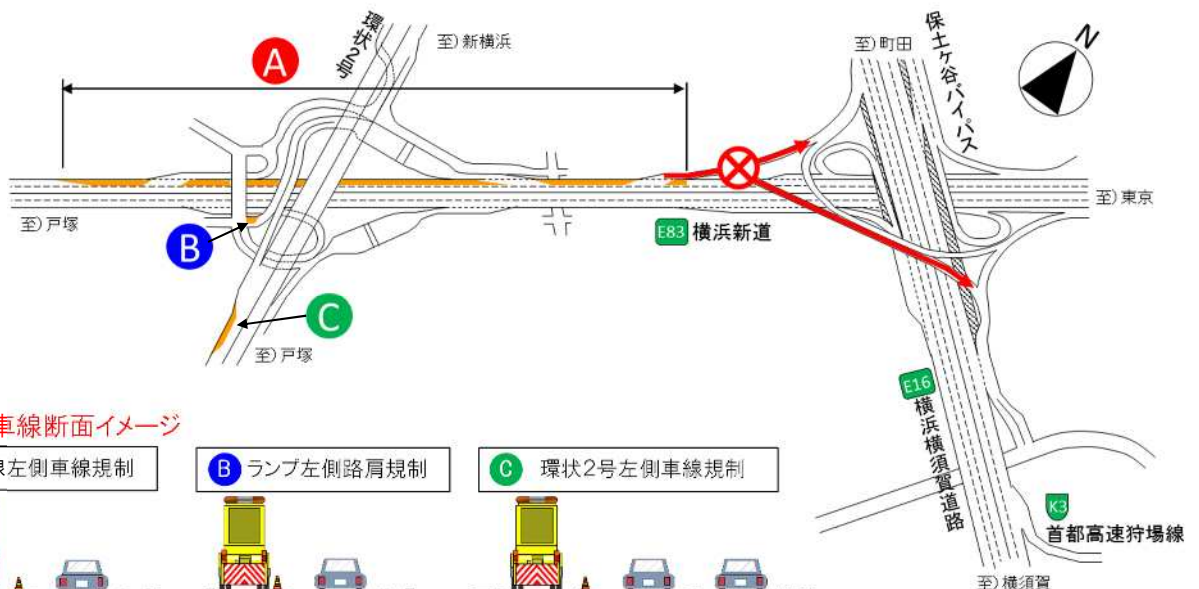 環状2号
至)新横浜
A
至)町田
保土ヶ谷バイパス
N
至)戸塚
B
E83 横浜新道
至)東京
C
至)戸塚
E16 横浜横須賀道路
K3
首都高速狩場線
至)横須賀
車線断面イメージ
線左側車線規制
B ランプ左側路肩規制
C 環状2号左側車線規制